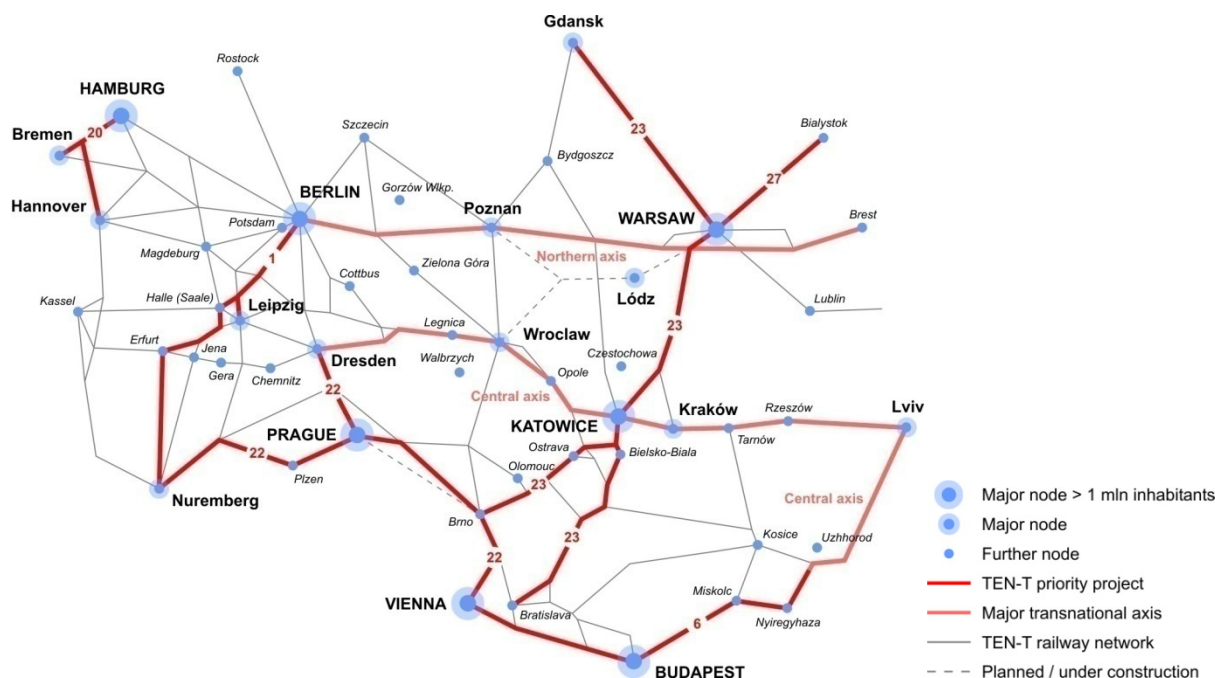 Gdansk
Rostock
HAMBURG
20
Bremen
Szczecin
23
Bialystok
Bydgoszcz
27
BERLIN
Gorzów Wlkp.
Hannover
Potsdam
Poznan
WARSAW
Brest
Magdeburg
1
Northern axis
Cottbus
Zielona Góra
Kassel
Halle (Saale)
Leipzig
Lódz
Lublin
Legnica
Wroclaw
23
Erfurt
Jena
Dresden
Walbrzych
Czestochowa
Gera
Chemnitz
Opole
22
Central axis
Rzeszów
Lviv
KATOWICE
Kraków
PRAGUE
Tarnów
Ostrava
22
Bielsko-Biala
Plzen
Olomouc
Nuremberg
23
Central axis
Brno
23
Kosice
Uzhhorod
22
VIENNA
Miskolc
Bratislava
6
Nyiregyhaza
BUDAPEST
Major node > 1 mln inhabitants
Major node
Further node
TEN-T priority project
Major transnational axis
TEN-T railway network
Planned / under construction